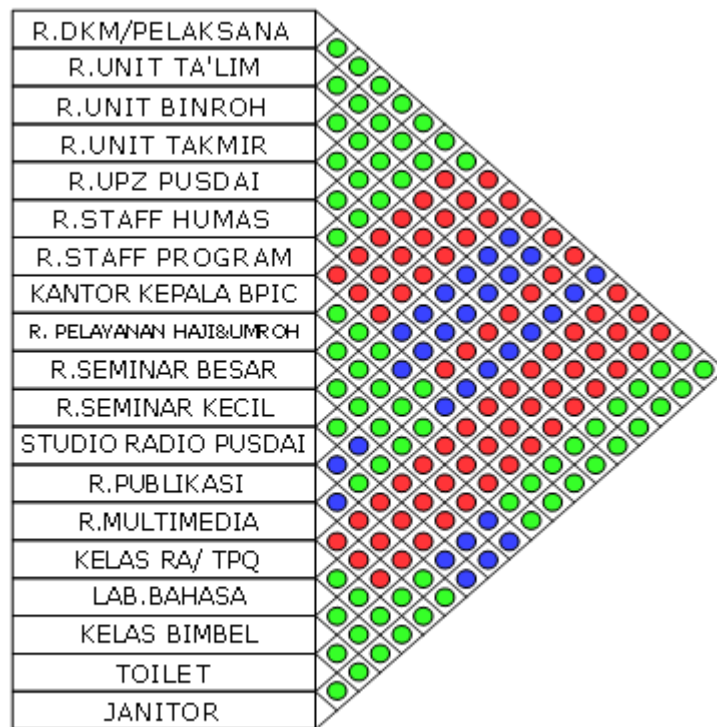 R.DKM/PELAKSANA
R.UNIT TA'LIM
R.UNIT BINROH
R.UNIT TAKMIR
R.UPZ PUSDAI
R.STAFF HUMAS
R.STAFF PROGRAM
KANTOR KEPALA BPIC
R. PELAYANAN HAJI&UMROH
R.SEMINAR BESAR
R.SEMINAR KECIL
STUDIO RADIO PUSDAI
R.PUBLIKASI
R.MULTIMEDIA
KELAS RA/ TPQ
LAB.BAHASA
KELAS BIMBEL
TOILET
JANITOR